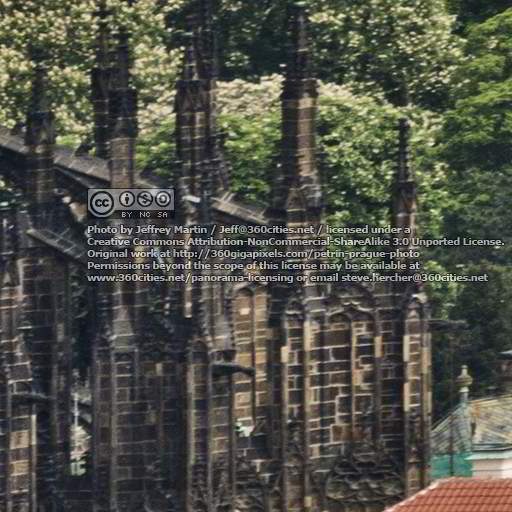 cc BY NC SA
Photo by Jeffrey Martin / Jeff@360cities.net / licensed under a
Creative Commons Attribution-NonCommercial-ShareAlike 3.0 Unported License.
Original work at http://360gigapixels.com/petrin-prague-photo
Permissions beyond the scope of this license may be available at
www.360cities.net/panorama-licensing or email steve.hercher@360cities.net